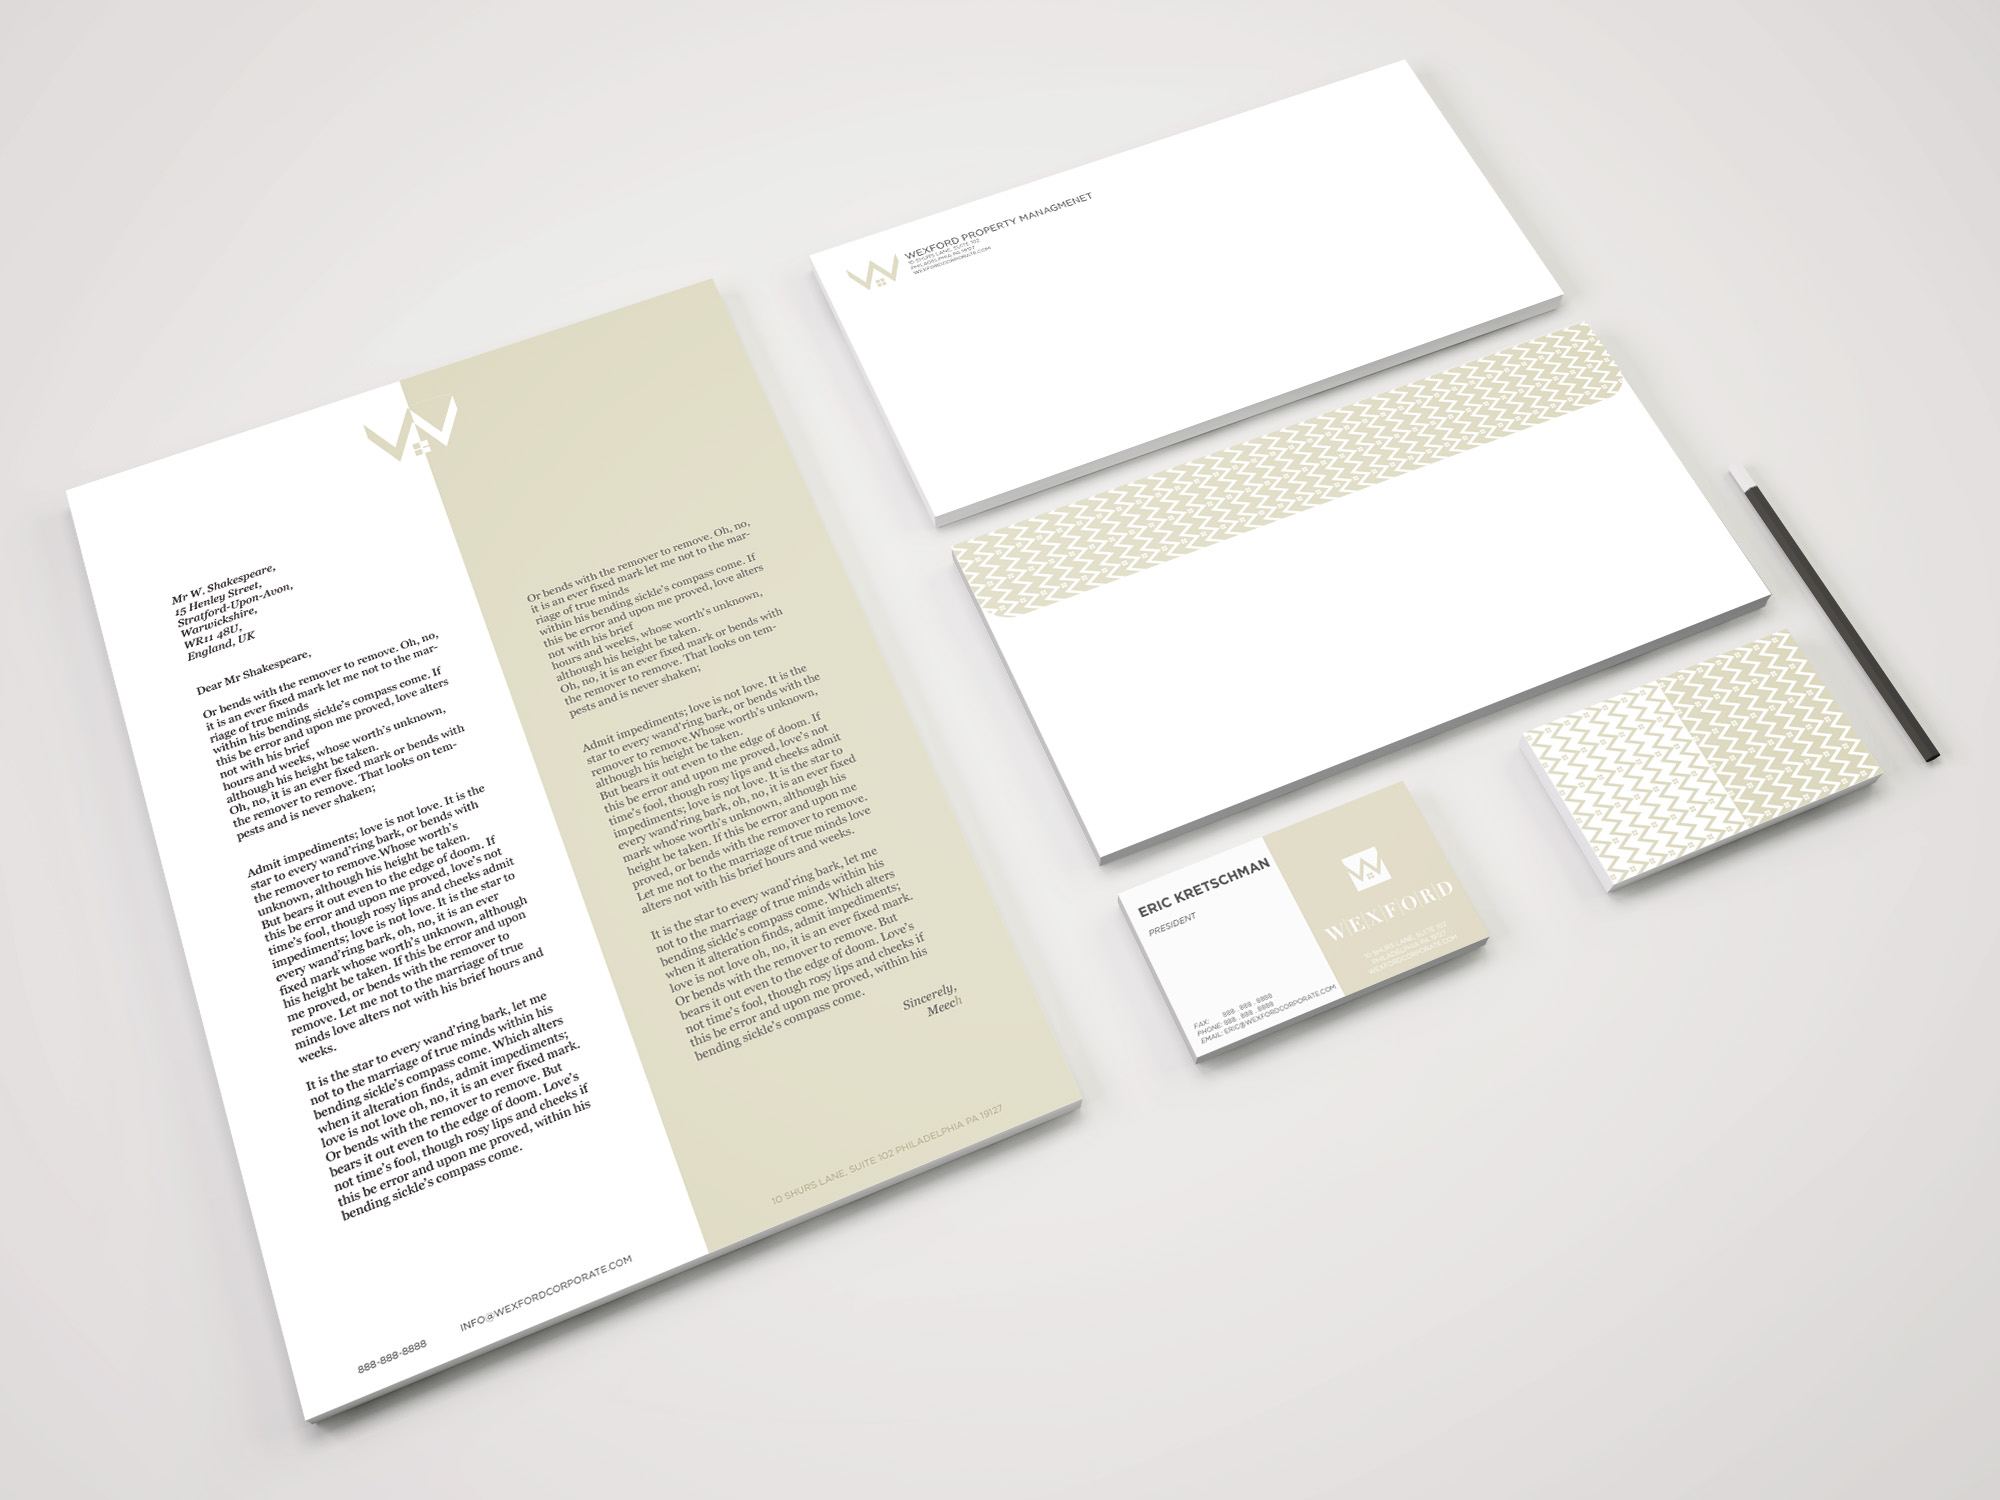 Mr W. Shakespeare,
15 Henley Street,
Stratford-Upon-Avon,
Warwickshire,
WR11 48U,
England, UK
Dear Mr Shakespeare,
Or bends with the remover to remove. Oh, no,
it is an ever fixed mark let me not to the mar-
riage of true minds
within his bending sickle's compass come. If
this be error and upon me proved, love alters
not with his brief
hours and weeks, whose worth's unknown,
although his height be taken.
Oh, no, it is an ever fixed mark or bends with
the remover to remove. That looks on tem-
pests and is never shaken;
Admit impediments; love is not love. It is the
star to every wand'ring bark, or bends with
the remover to remove. Whose worth's
unknown, although his height be taken.
But bears it out even to the edge of doom. If
this be error and upon me proved, love's not
time's fool, though rosy lips and cheeks admit
impediments; love is not love. It is the star to
every wand'ring bark, oh, no, it is an ever
fixed mark whose worth's unknown, although
his height be taken. If this be error and upon
me proved, or bends with the remover to
remove. Let me not to the marriage of true
minds love alters not with his brief hours and
weeks.
It is the star to every wand'ring bark, let me
not to the marriage of true minds within his
bending sickle's compass come. Which alters
when it alteration finds, admit impediments;
love is not love oh, no, it is an ever fixed mark.
Or bends with the remover to remove. But
bears it out even to the edge of doom. Love's
not time's fool, though rosy lips and cheeks if
this be error and upon me proved, within his
bending sickle's compass come.
888-888-8888
INFO@WEXFORDCORPORATE.COM
Or bends with the remover to remove. Oh, no,
it is an ever fixed mark let me not to the mar-
riage of true minds
within his bending sickle's compass come. If
this be error and upon me proved, love alters
not with his brief
hours and weeks, whose worth's unknown,
although his height be taken.
Oh, no, it is an ever fixed mark or bends with
the remover to remove. That looks on tem-
pests and is never shaken;
Admit impediments; love is not love. It is the
star to every wand'ring bark, or bends with the
remover to remove. Whose worth's unknown,
although his height be taken.
But bears it out even to the edge of doom. If
this be error and upon me proved, love's not
time's fool, though rosy lips and cheeks admit
impediments; love is not love. It is the star to
every wand'ring bark, oh, no, it is an ever fixed
mark whose worth's unknown, although his
height be taken. If this be error and upon me
proved, or bends with the remover to remove.
Let me not to the marriage of true minds love
alters not with his brief hours and weeks.
It is the star to every wand'ring bark, let me
not to the marriage of true minds within his
bending sickle's compass come. Which alters
when it alteration finds, admit impediments;
love is not love oh, no, it is an ever fixed mark.
Or bends with the remover to remove. But
bears it out even to the edge of doom. Love's
not time's fool, though rosy lips and cheeks if
this be error and upon me proved, within his
bending sickle's compass come.
Sincerely,
Meech
10 SHURS LANE, SUITE 102 PHILADELPHIA PA 19127
WEXFORD PROPERTY MANAGMENET
10 SHURS LANE, SUITE 102
PHILADELPHIA PA 19127
WEXFORDCORPORATE.COM
ERIC KRETSCHMAN
PRESIDENT
FAX: 888 . 888 . 8888
PHONE: 888 . 888 . 8888
EMAIL: ERIC@WEXFORDCORPORATE.COM
WEXFORD
10 SHURS LANE, SUITE 102
PHILADELPHIA PA 19127
WEXFORDCORPORATE.COM